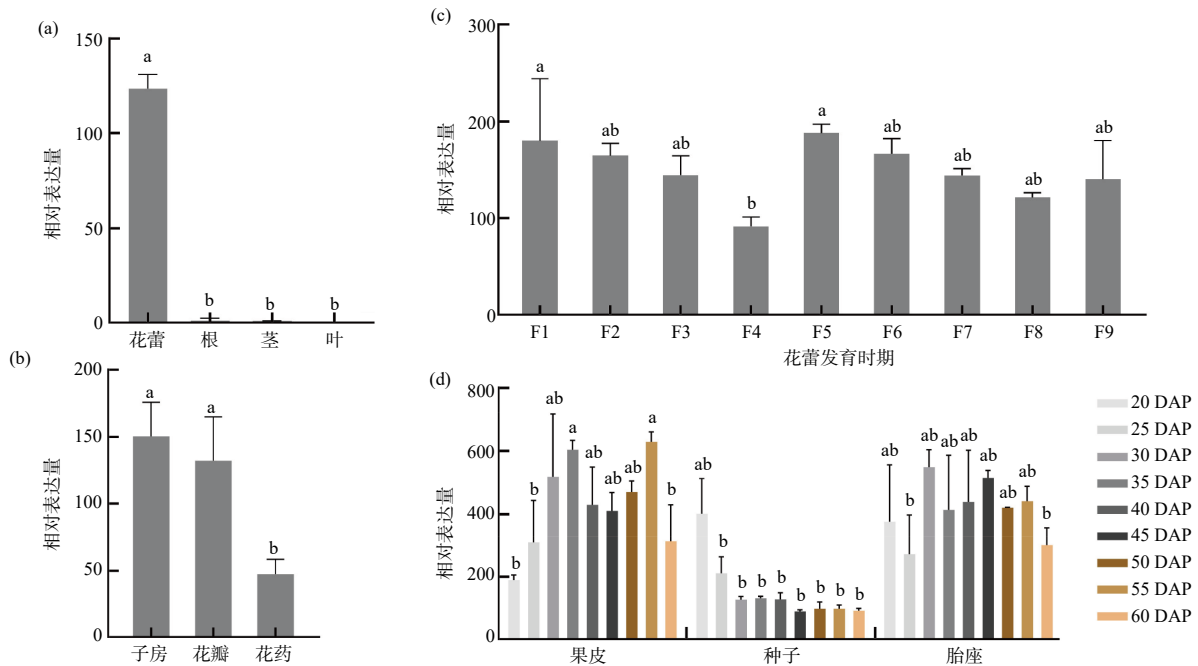 (a)
相对表达量
150
100
50
0
a
b
b
b
花蕾
根
茎
叶
(b)
相对表达量
200
150
100
50
0
a
a
b
子房
花瓣
花药
(c)
相对表达量
300
200
100
0
a
ab
ab
b
a
ab
ab
ab
ab
F1
F2
F3
F4
F5
F6
F7
F8
F9
花蕾发育时期
(d)
相对表达量
800
600
400
200
0
b
b
ab
a
ab
ab
ab
a
b
ab
b
b
b
b
b
b
b
b
ab
b
ab
ab
ab
ab
ab
ab
b
果皮
种子
胎座
20 DAP
25 DAP
30 DAP
35 DAP
40 DAP
45 DAP
50 DAP
55 DAP
60 DAP